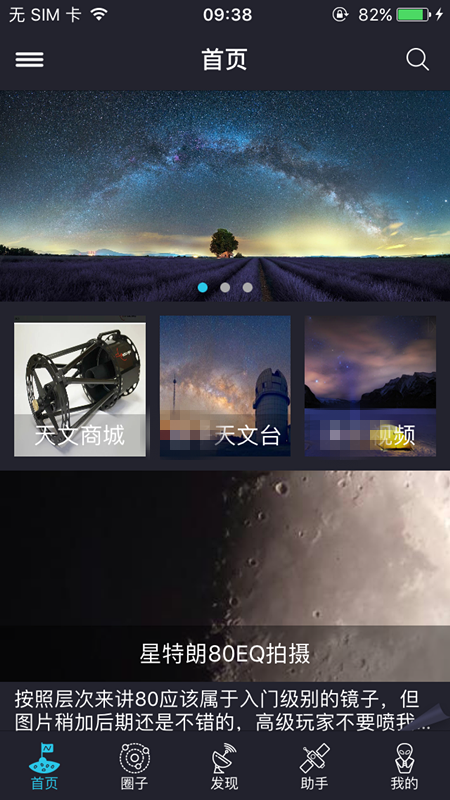 无 SIM 卡 09:38 82%
首页
天文商城 天文台 视频
星特朗80EQ拍摄
按照层次来讲80应该属于入门级别的镜子，但
图片稍加后期还是不错的，高级玩家不要喷我...
首页 圈子 发现 助手 我的